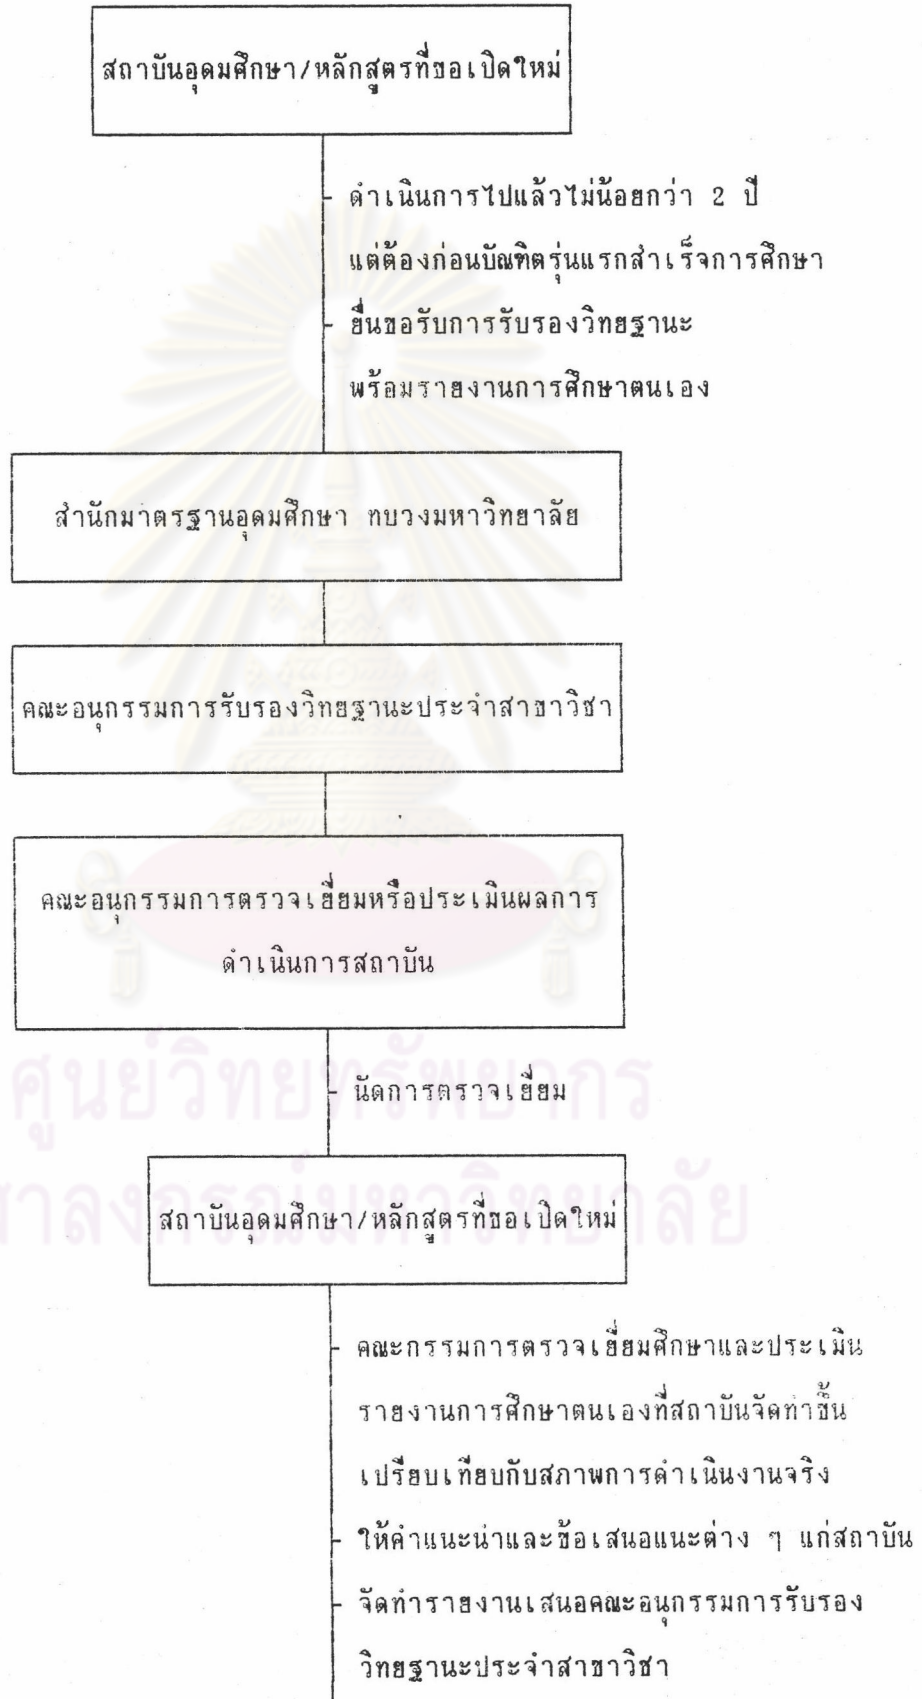 สถาบันอุดมศึกษา/หลักสูตรที่ขอเปิดใหม่
- ดำเนินการไปแล้วไม่น้อยกว่า 2 ปี
แต่ต้องก่อนบัณฑิตรุ่นแรกสำเร็จการศึกษา
- ยื่นขอรับการรับรองวิทยฐานะ
พร้อมรายงานการศึกษาตนเอง
สำนักมาตรฐานอุดมศึกษา ทบวงมหาวิทยาลัย
คณะอนุกรรมการรับรองวิทยฐานะประจำสาขาวิชา
คณะอนุกรรมการตรวจเยี่ยมหรือประเมินผลการ
ดำเนินการสถาบัน
ศูนย์วิทยทรัพยากร
- นัดการตรวจเยี่ยม
สถาบันอุดมศึกษา/หลักสูตรที่ขอเปิดใหม่
าลงกรณ์มหาวิทยาลัย
- คณะกรรมการตรวจเยี่ยมศึกษาและประเมิน
รายงานการศึกษาตนเองที่สถาบันจัดทำขึ้น
เปรียบเทียบกับสภาพการดำเนินงานจริง
- ให้คำแนะนำและข้อเสนอแนะต่าง ๆ แก่สถาบัน
- จัดทำรายงานเสนอคณะอนุกรรมการรับรอง
วิทยฐานะประจำสาขาวิชา